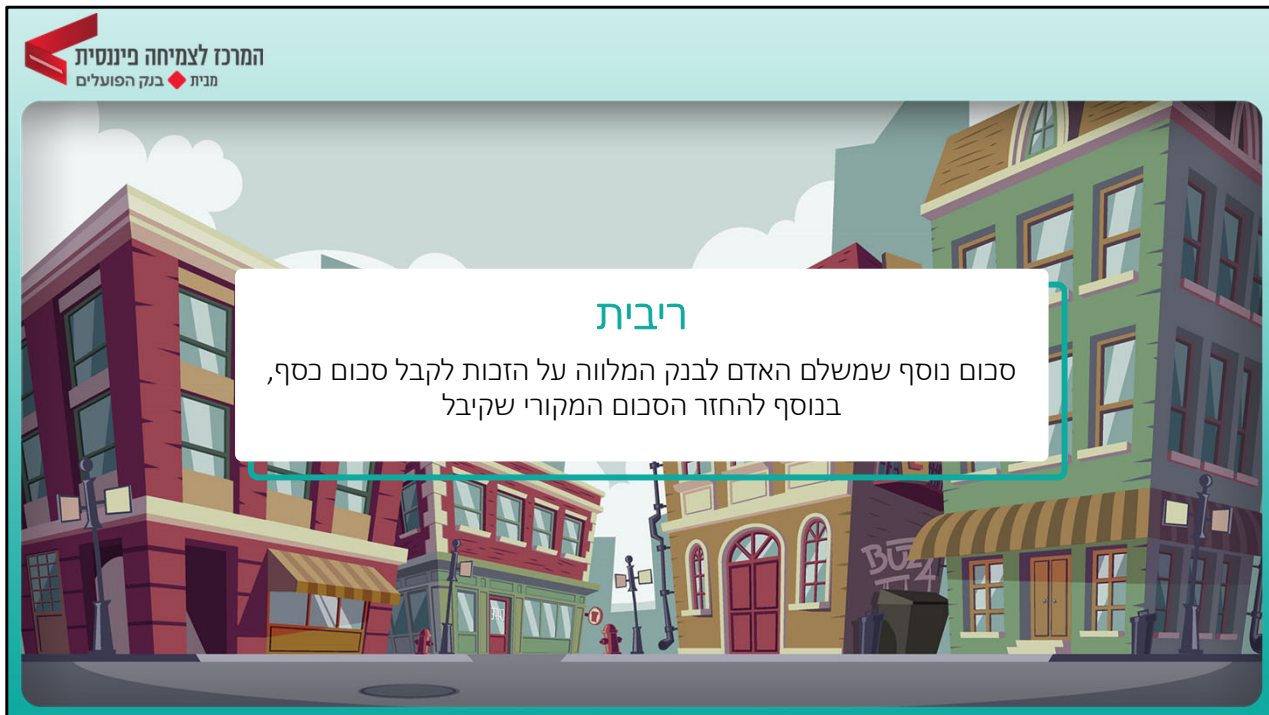 המרכז לצמיחה פיננסית
מבית בנק הפועלים
ריבית
סכום נוסף שמשלם האדם לבנק המלווה על הזכות לקבל סכום כסף,
בנוסף להחזר הסכום המקורי שקיבל
BUZ